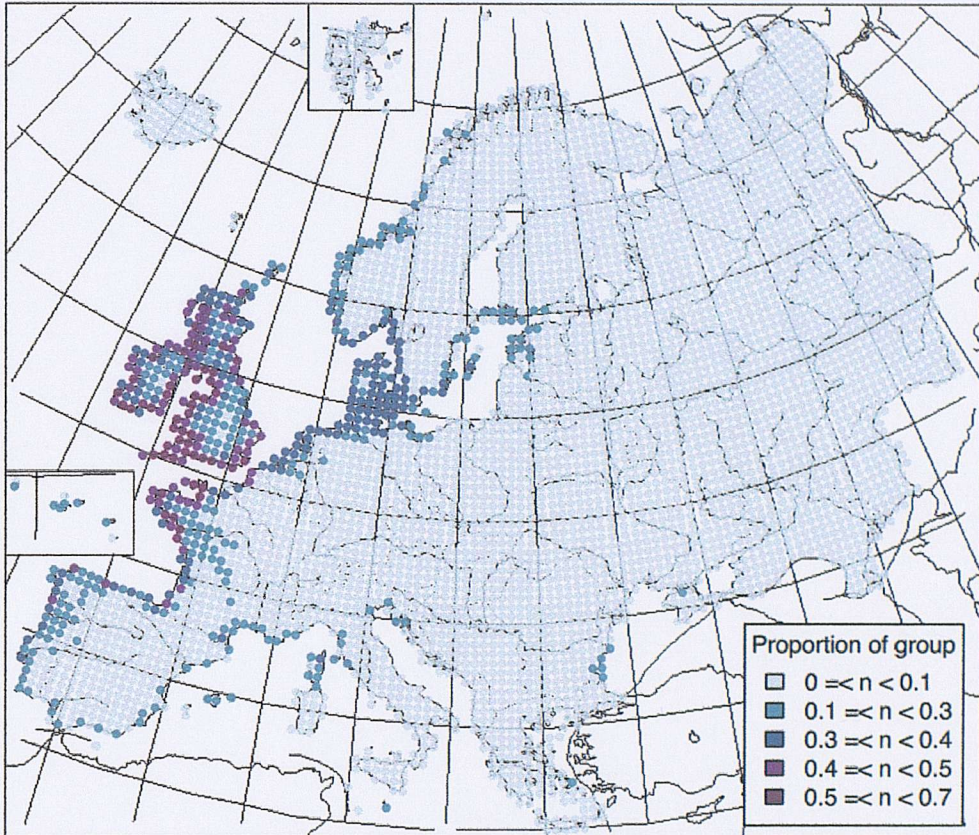 Proportion of group
0 =< n < 0.1
0.1 =< n < 0.3
0.3 =< n < 0.4
0.4 =< n < 0.5
0.5 =< n < 0.7